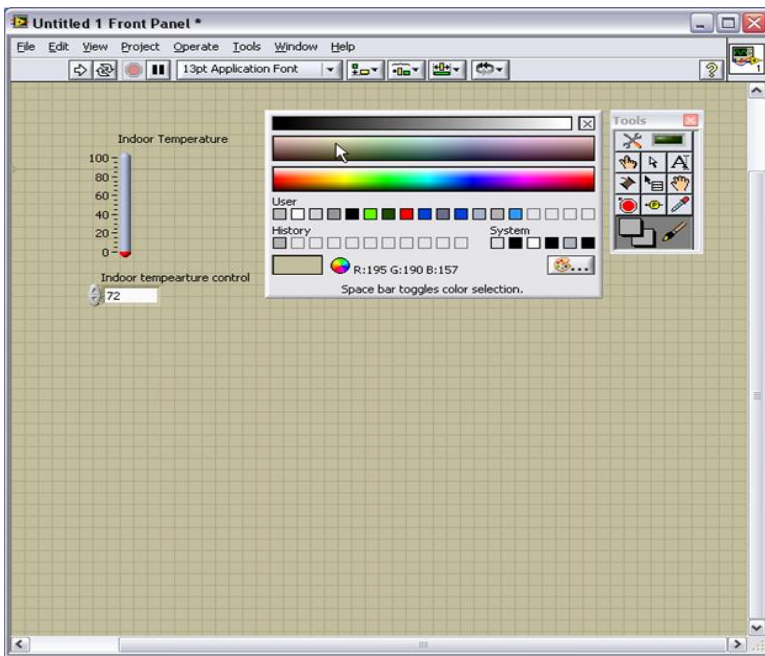 Untitled 1 Front Panel *
File Edit View Project Operate Tools Window Help
13pt Application Font
1
Tools
Indoor Temperature
100
80
60
40
20
0
User
History System
R:195 G:190 B:157
Space bar toggles color selection.
Indoor tempearture control
72